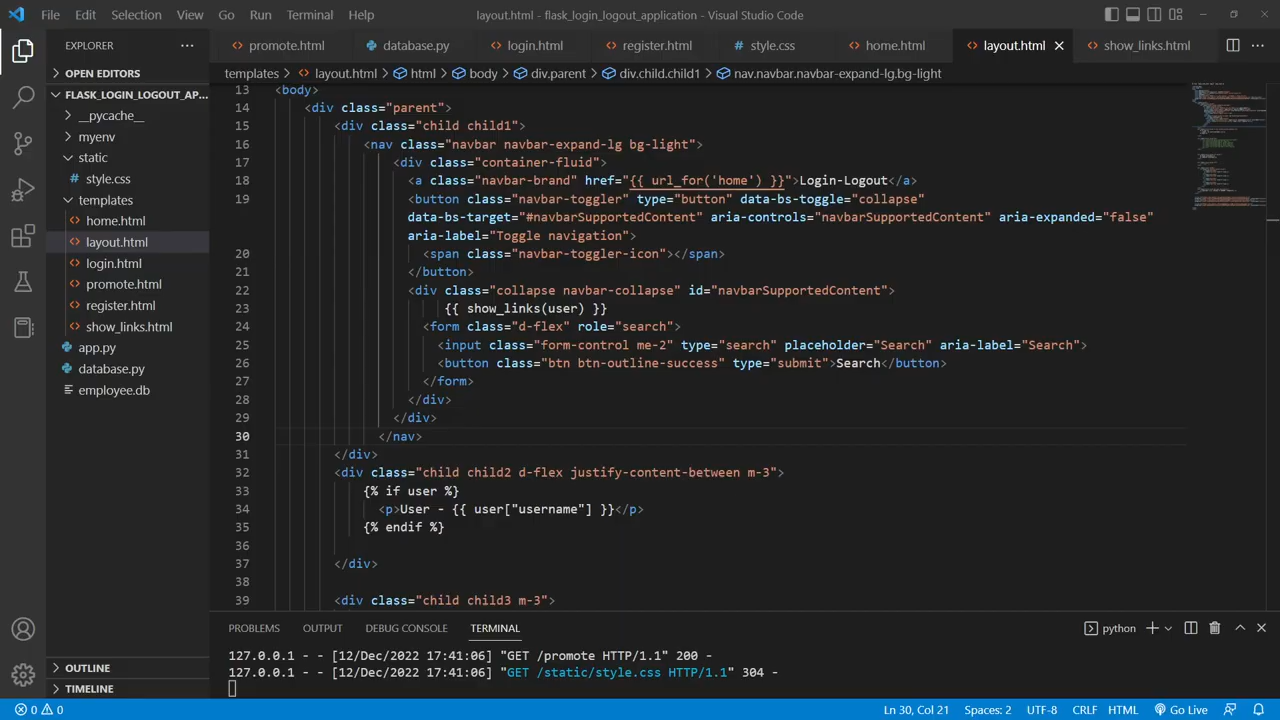 File Edit Selection View Go Run Terminal Help
layout.html - flask_login_logout_application - Visual Studio Code
EXPLORER
promote.html database.py login.html register.html style.css home.html layout.html show_links.html
OPEN EDITORS
templates > layout.html > html > body > div.parent > div.child.child1 > nav.navbar.navbar-expand-lg.bg-light
FLASK_LOGIN_LOGOUT_AP...
__pycache__
myenv
static
style.css
templates
home.html
layout.html
login.html
promote.html
register.html
show_links.html
app.py
database.py
employee.db
OUTLINE
TIMELINE
13 <body>
14 <div class="parent">
15 <div class="child child1">
16 <nav class="navbar navbar-expand-lg bg-light">
17 <div class="container-fluid">
18 <a class="navbar-brand" href="{{ url_for('home') }}">Login-Logout</a>
19 <button class="navbar-toggler" type="button" data-bs-toggle="collapse"
data-bs-target="#navbarSupportedContent" aria-controls="navbarSupportedContent" aria-expanded="false"
aria-label="Toggle navigation">
20 <span class="navbar-toggler-icon"></span>
21 </button>
22 <div class="collapse navbar-collapse" id="navbarSupportedContent">
23 {{ show_links(user) }}
24 <form class="d-flex" role="search">
25 <input class="form-control me-2" type="search" placeholder="Search" aria-label="Search">
26 <button class="btn btn-outline-success" type="submit">Search</button>
27 </form>
28 </div>
29 </div>
30 </nav>
31 </div>
32 <div class="child child2 d-flex justify-content-between m-3">
33 {% if user %}
34 <p>User - {{ user["username"] }}</p>
35 {% endif %}
36
37 </div>
38
39 <div class="child child3 m-3">
PROBLEMS OUTPUT DEBUG CONSOLE TERMINAL
python
127.0.0.1 - - [12/Dec/2022 17:41:06] "GET /promote HTTP/1.1" 200 -
127.0.0.1 - - [12/Dec/2022 17:41:06] "GET /static/style.css HTTP/1.1" 304 -
0 0
Ln 30, Col 21 Spaces: 2 UTF-8 CRLF HTML Go Live